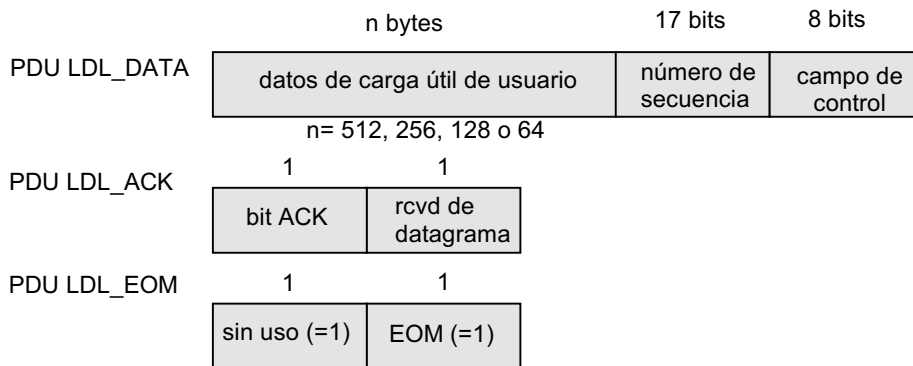 n bytes 17 bits 8 bits
PDU LDL_DATA
datos de carga útil de usuario
número de
secuencia
campo de
control
n= 512, 256, 128 o 64
1 1
PDU LDL_ACK
bit ACK
rcvd de
datagrama
PDU LDL_EOM 1 1
sin uso (=1) EOM (=1)